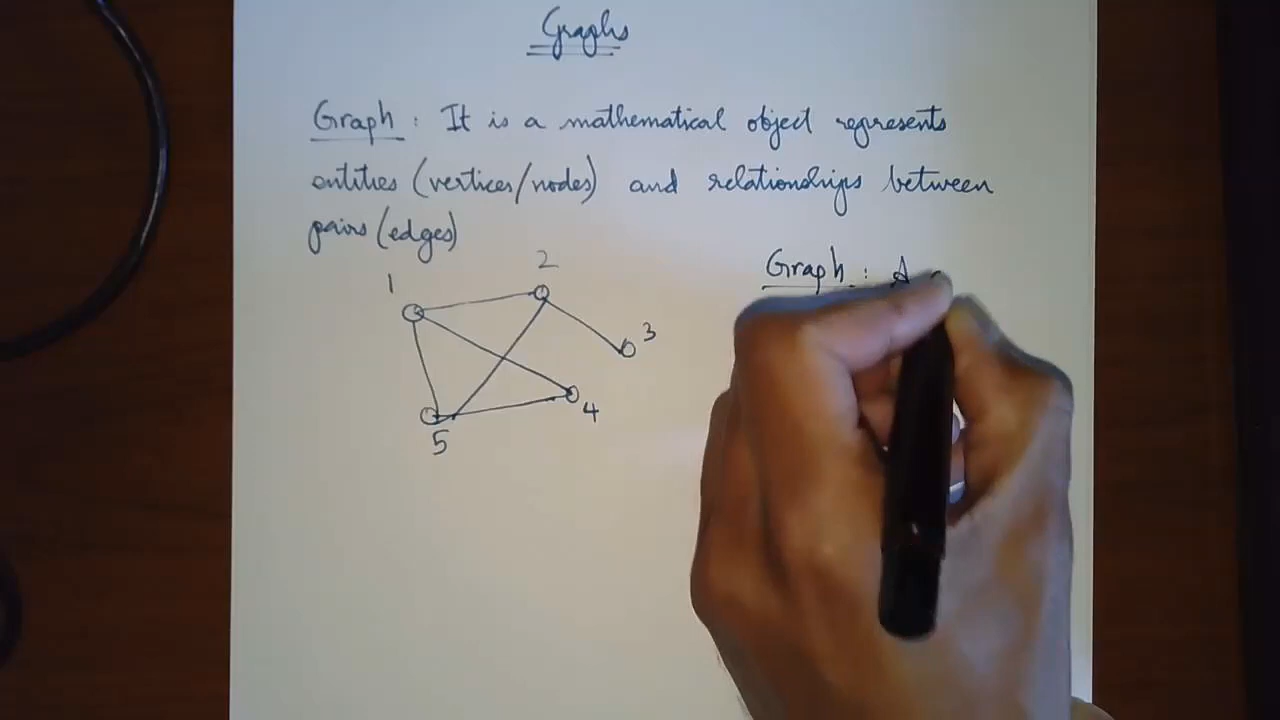 Graphs
Graph : It is a mathematical object represents
entities (vertices/nodes) and relationships between
pairs (edges)
Graph : A
1
2
3
4
5